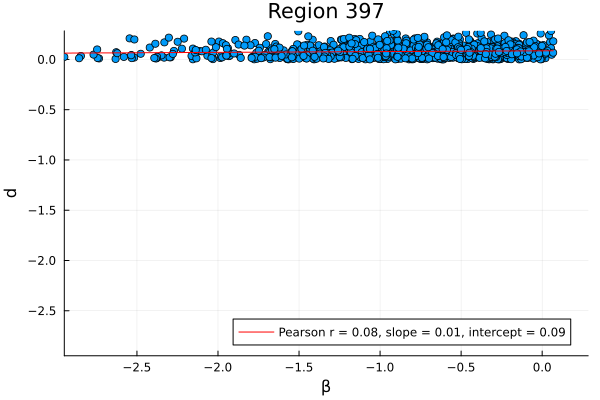 Region 397
0.0
−0.5
−1.0
−1.5
−2.0
−2.5
d
Pearson r = 0.08, slope = 0.01, intercept = 0.09
−2.5 −2.0 −1.5 −1.0 −0.5 0.0
β